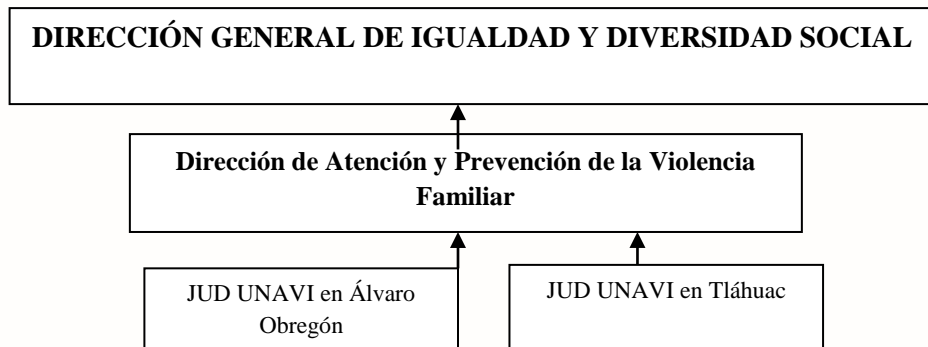 DIRECCIÓN GENERAL DE IGUALDAD Y DIVERSIDAD SOCIAL
Dirección de Atención y Prevención de la Violencia
Familiar
JUD UNAVI en Álvaro
Obregón
JUD UNAVI en Tláhuac